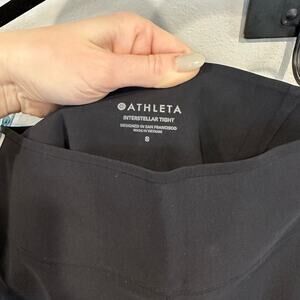 ATHLETA
INTERSTELLAR TIGHT
DESIGNED IN SAN FRANCISCO
MADE IN VIETNAM
S